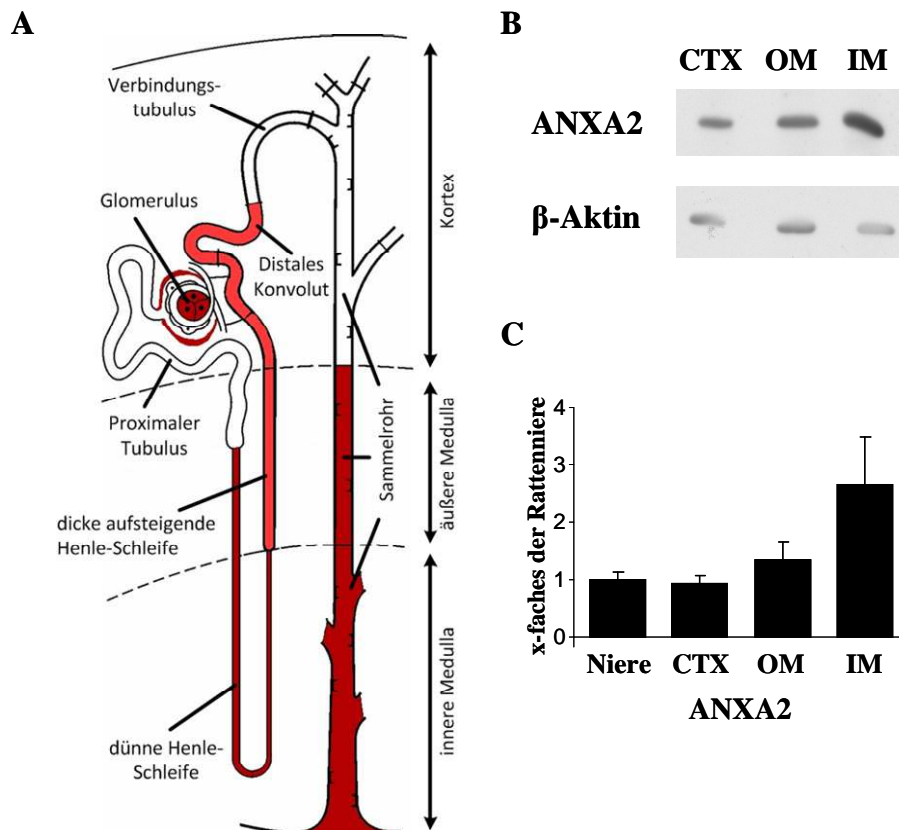 A
Verbindungs-
tubulus
Glomerulus
Distales
Konvolut
Proximaler
Tubulus
dicke aufsteigende
Henle-Schleife
dünne Henle-
Schleife
Sammelrohr
Kortex
äußere Medulla
innere Medulla
B
CTX OM IM
ANXA2
β-Aktin
C
x-faches der Rattenniere
4
3
2
1
0
Niere CTX OM IM
ANXA2